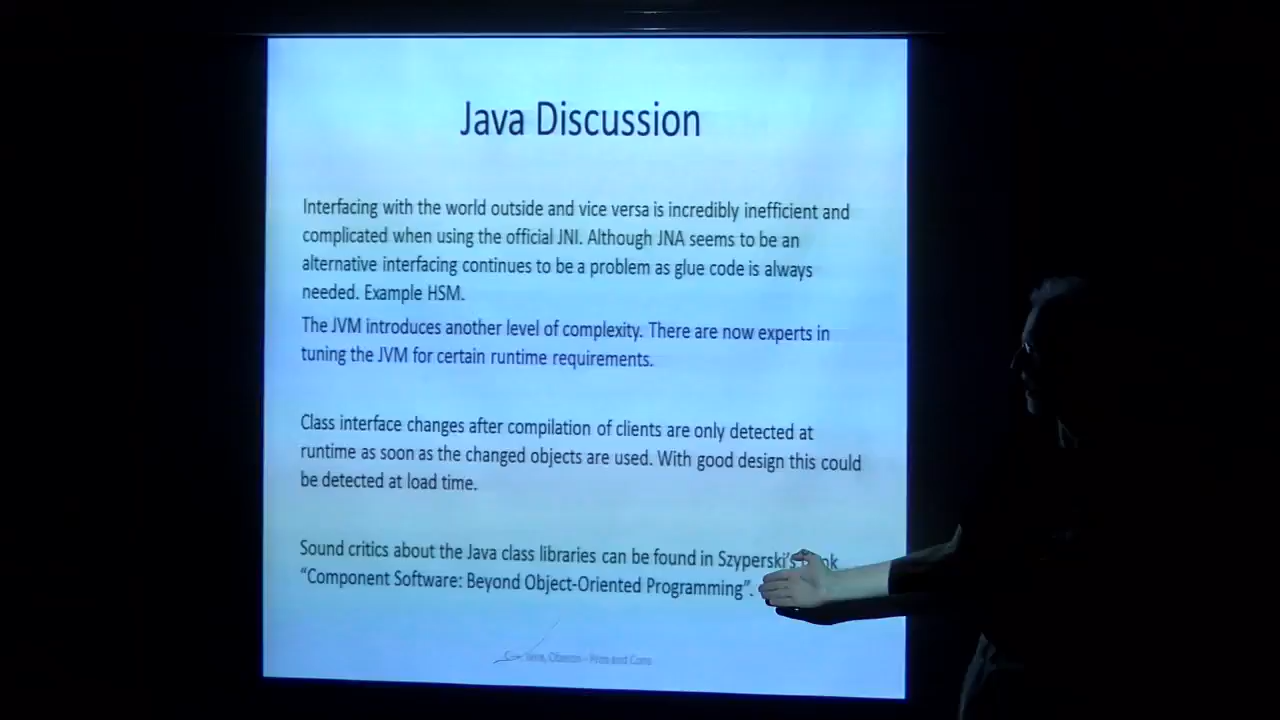 Java Discussion
Interfacing with the world outside and vice versa is incredibly inefficient and
complicated when using the official JNI. Although JNA seems to be an
alternative interfacing continues to be a problem as glue code is always
needed. Example HSM.
The JVM introduces another level of complexity. There are now experts in
tuning the JVM for certain runtime requirements.
Class interface changes after compilation of clients are only detected at
runtime as soon as the changed objects are used. With good design this could
be detected at load time.
Sound critics about the Java class libraries can be found in Szyperski's
"Component Software: Beyond Object-Oriented Programming".
Java, Oberon - Pros and Cons